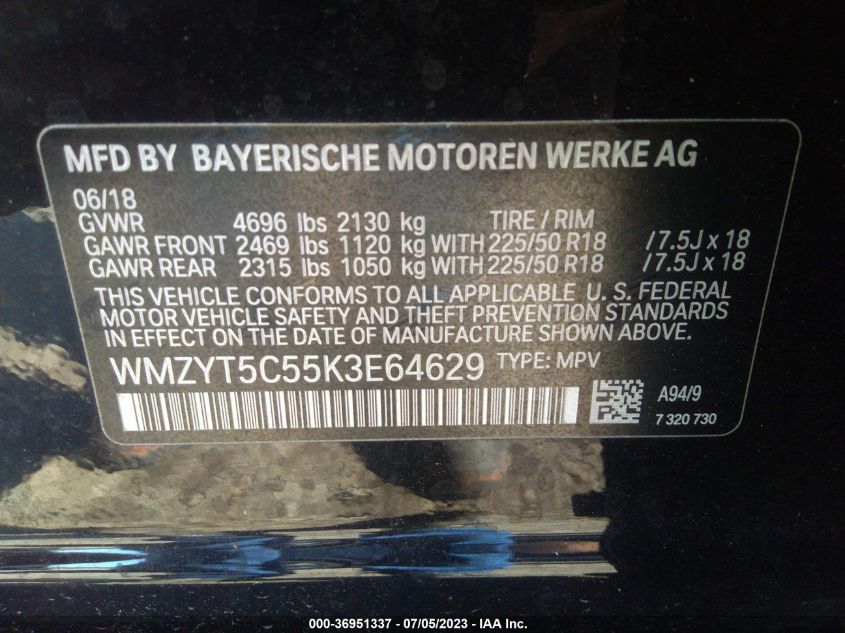 MFD BY BAYERISCHE MOTOREN WERKE AG
06/18
GVWR 4696 lbs 2130 kg TIRE / RIM
GAWR FRONT 2469 lbs 1120 kg WITH 225/50 R18 / 7.5J x 18
GAWR REAR 2315 lbs 1050 kg WITH 225/50 R18 / 7.5J x 18
THIS VEHICLE CONFORMS TO ALL APPLICABLE U. S. FEDERAL
MOTOR VEHICLE SAFETY AND THEFT PREVENTION STANDARDS
IN EFFECT ON THE DATE OF MANUFACTURE SHOWN ABOVE.
WMZYT5C55K3E64629 TYPE: MPV
A94/9
7 320 730
000-36951337 - 07/05/2023 - IAA Inc.